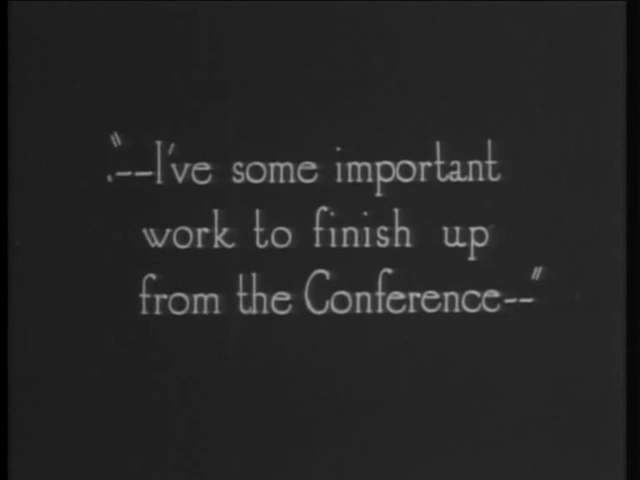 ".--I've some important
work to finish up
from the Conference--"